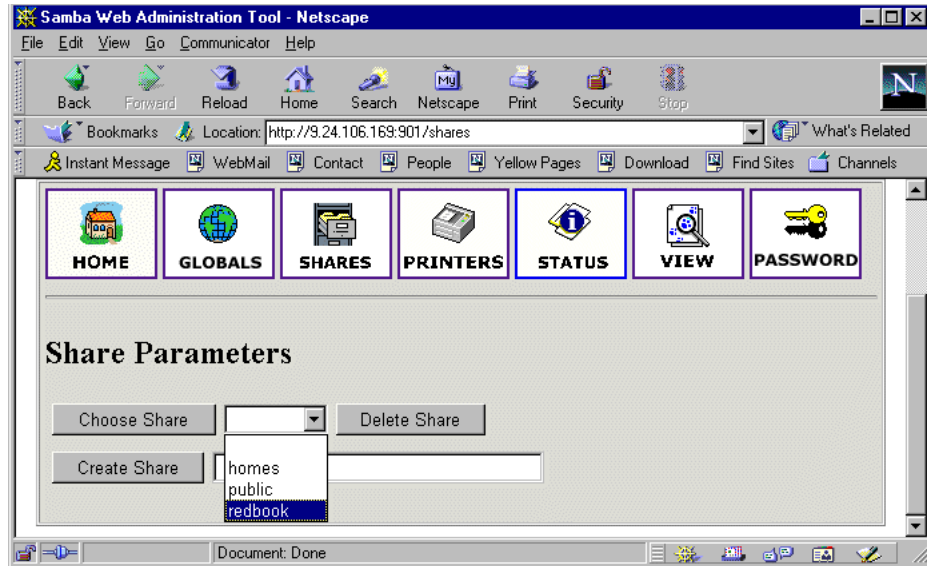 Samba Web Administration Tool - Netscape
File Edit View Go Communicator Help
My
Back Forward Reload Home Search Netscape Print Security Stop
N
Bookmarks Location: http://9.24.106.169:901/shares What's Related
Instant Message WebMail Contact People Yellow Pages Download Find Sites Channels
HOME GLOBALS SHARES PRINTERS STATUS VIEW PASSWORD
Share Parameters
Choose Share Delete Share
Create Share
homes
public
redbook
Document: Done